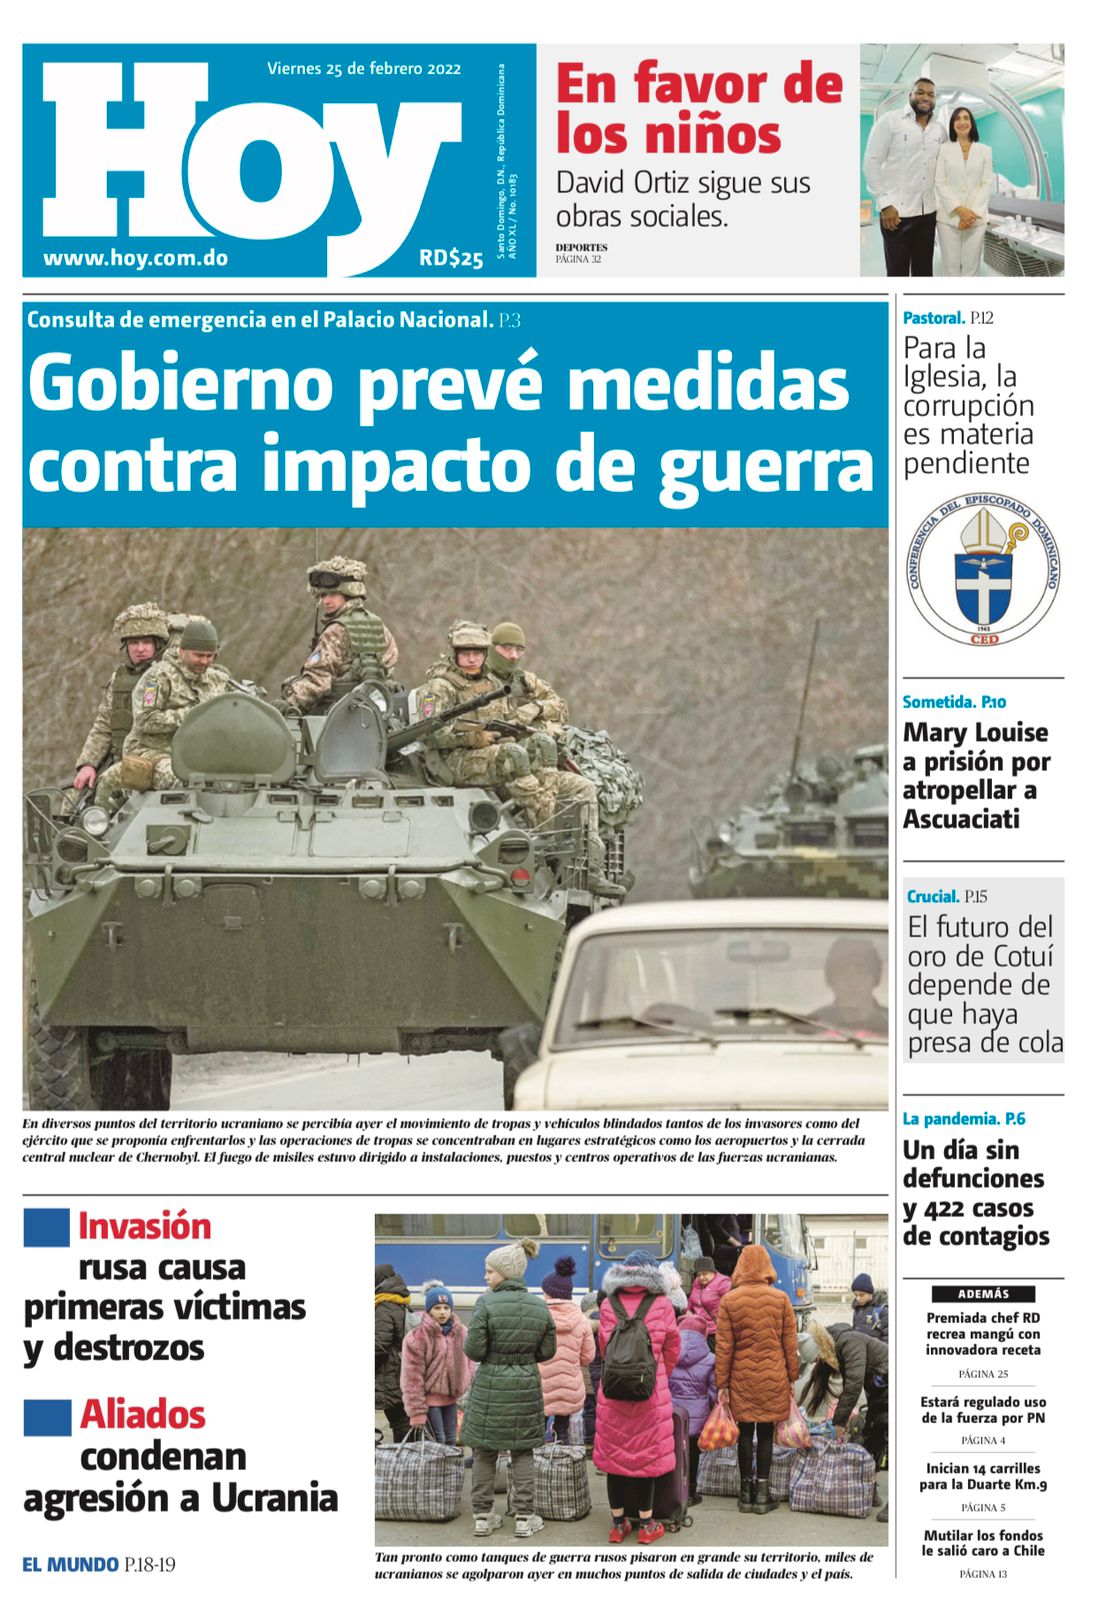 Viernes 25 de febrero 2022
Hoy
www.hoy.com.do
RD$25
Santo Domingo, D.N., República Dominicana
AÑO XL / No. 10183
En favor de
los niños
David Ortiz sigue sus
obras sociales.
DEPORTES
PÁGINA 32
Consulta de emergencia en el Palacio Nacional. P.3
Gobierno prevé medidas
contra impacto de guerra
En diversos puntos del territorio ucraniano se percibía ayer el movimiento de tropas y vehículos blindados tantos de los invasores como del
ejército que se proponía enfrentarlos y las operaciones de tropas se concentraban en lugares estratégicos como los aeropuertos y la cerrada
central nuclear de Chernobyl. El fuego de misiles estuvo dirigido a instalaciones, puestos y centros operativos de las fuerzas ucranianas.
Invasión
rusa causa
primeras víctimas
y destrozos
Aliados
condenan
agresión a Ucrania
EL MUNDO P.18-19
Tan pronto como tanques de guerra rusos pisaron en grande su territorio, miles de
ucranianos se agolparon ayer en muchos puntos de salida de ciudades y el país.
Pastoral. P.12
Para la
Iglesia, la
corrupción
es materia
pendiente
CONFERENCIA DEL EPISCOPADO DOMINICANO
1962
CED
Sometida. P.10
Mary Louise
a prisión por
atropellar a
Ascuaciati
Crucial. P.15
El futuro del
oro de Cotuí
depende de
que haya
presa de cola
La pandemia. P.6
Un día sin
defunciones
y 422 casos
de contagios
ADEMÁS
Premiada chef RD
recrea mangú con
innovadora receta
PÁGINA 25
Estará regulado uso
de la fuerza por PN
PÁGINA 4
Inician 14 carrilles
para la Duarte Km.9
PÁGINA 5
Mutilar los fondos
le salió caro a Chile
PÁGINA 13